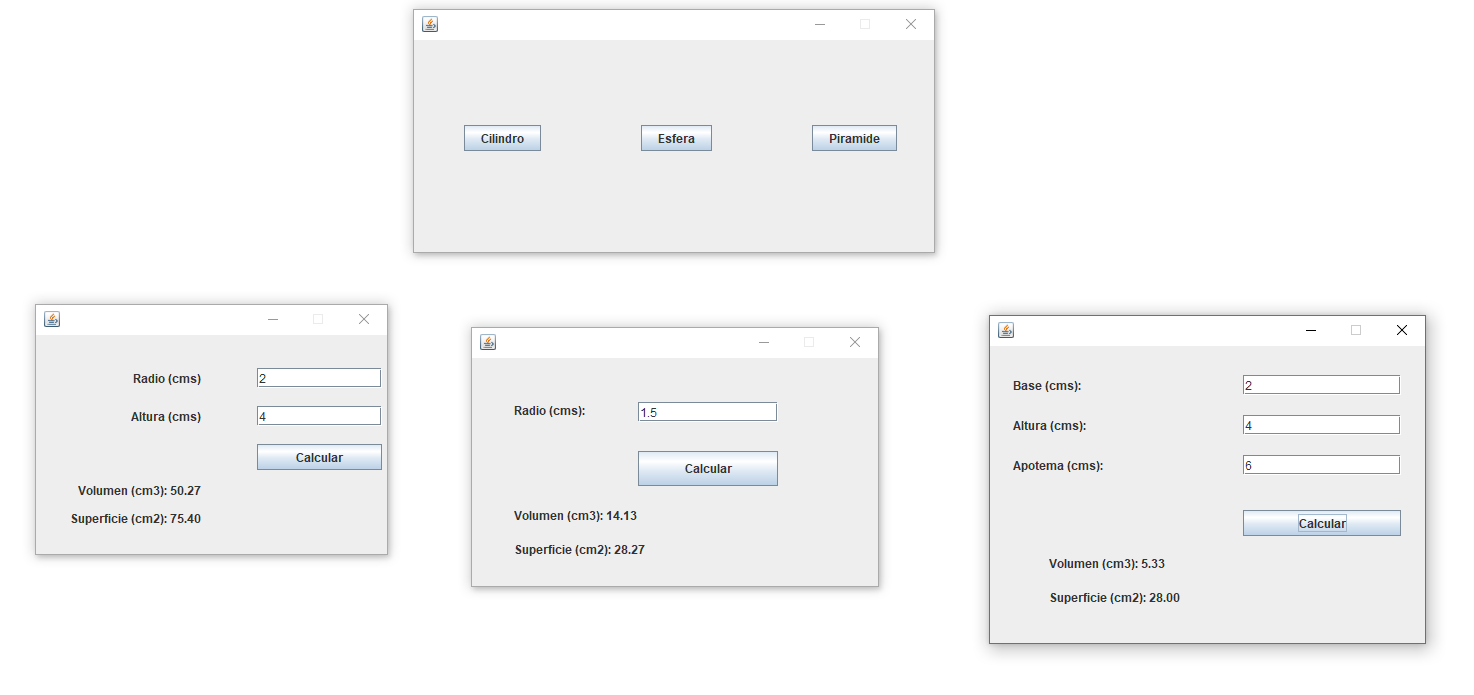 Cilindro Esfera Piramide
Radio (cms) 2
Altura (cms) 4
Calcular
Volumen (cm3): 50.27
Superficie (cm2): 75.40
Radio (cms): 1.5
Calcular
Volumen (cm3): 14.13
Superficie (cm2): 28.27
Base (cms): 2
Altura (cms): 4
Apotema (cms): 6
Calcular
Volumen (cm3): 5.33
Superficie (cm2): 28.00